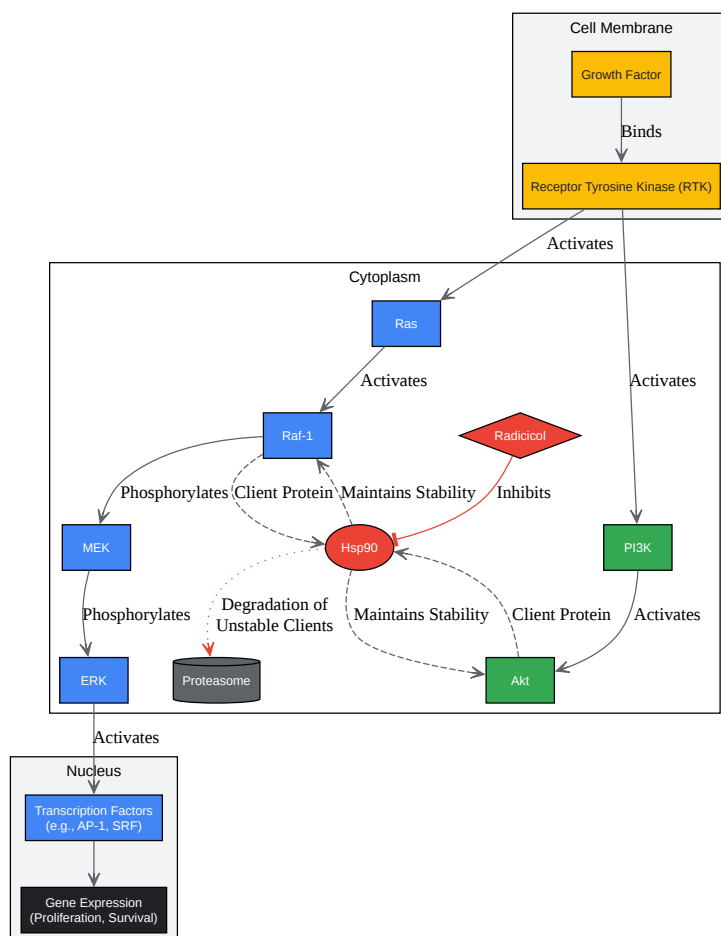 Cell Membrane
Growth Factor
Binds
Receptor Tyrosine Kinase (RTK)
Activates
Cytoplasm
Ras
Activates
Activates
Raf-1
Radicicol
Phosphorylates
Client Protein
Maintains Stability
Inhibits
MEK
Hsp90
PI3K
Phosphorylates
Degradation of
Unstable Clients
Maintains Stability
Client Protein
Activates
ERK
Proteasome
Akt
Activates
Nucleus
Transcription Factors
(e.g., AP-1, SRF)
Gene Expression
(Proliferation, Survival)